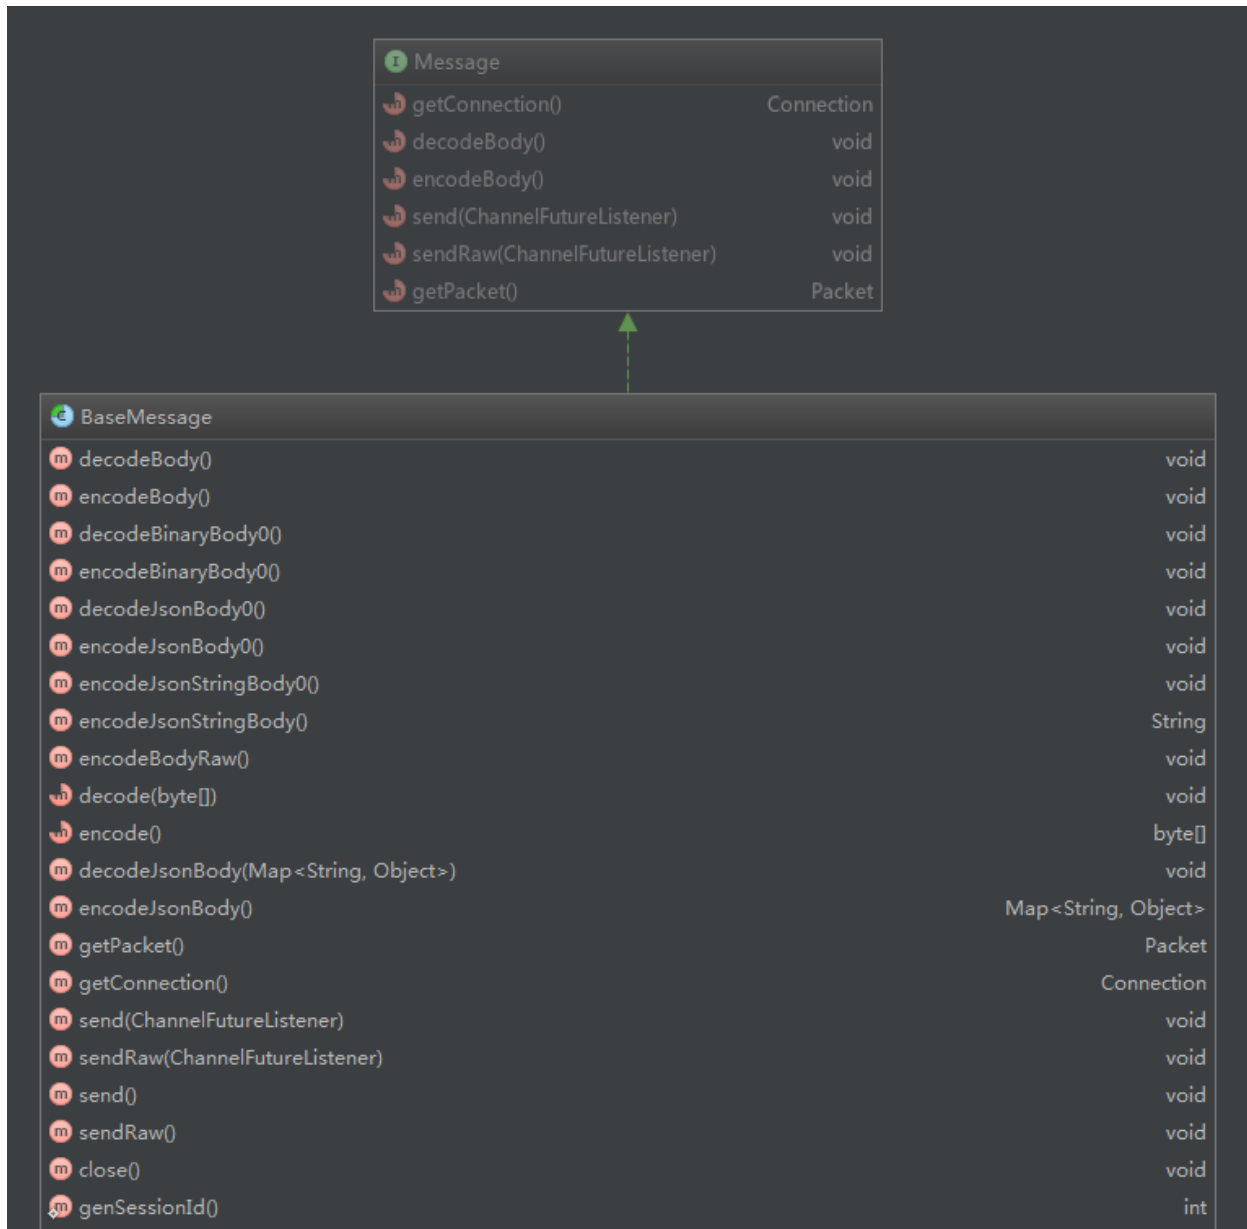 Message
getConnection() Connection
decodeBody() void
encodeBody() void
send(ChannelFutureListener) void
sendRaw(ChannelFutureListener) void
getPacket() Packet
BaseMessage
decodeBody() void
encodeBody() void
decodeBinaryBody0() void
encodeBinaryBody0() void
decodeJsonBody0() void
encodeJsonBody0() void
encodeJsonStringBody0() void
encodeJsonStringBody() String
encodeBodyRaw() void
decode(byte[]) void
encode() byte[]
decodeJsonBody(Map<String, Object>) void
encodeJsonBody() Map<String, Object>
getPacket() Packet
getConnection() Connection
send(ChannelFutureListener) void
sendRaw(ChannelFutureListener) void
send() void
sendRaw() void
close() void
genSessionId() int